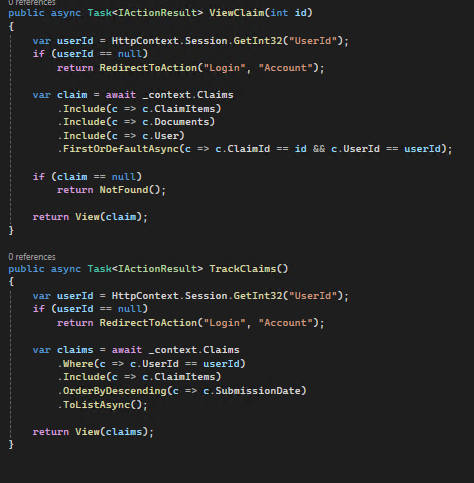 0 references
public async Task<IActionResult> ViewClaim(int id)
{
    var userId = HttpContext.Session.GetInt32("UserId");
    if (userId == null)
        return RedirectToAction("Login", "Account");

    var claim = await _context.Claims
        .Include(c => c.ClaimItems)
        .Include(c => c.Documents)
        .Include(c => c.User)
        .FirstOrDefaultAsync(c => c.ClaimId == id && c.UserId == userId);

    if (claim == null)
        return NotFound();

    return View(claim);
}

0 references
public async Task<IActionResult> TrackClaims()
{
    var userId = HttpContext.Session.GetInt32("UserId");
    if (userId == null)
        return RedirectToAction("Login", "Account");

    var claims = await _context.Claims
        .Where(c => c.UserId == userId)
        .Include(c => c.ClaimItems)
        .OrderByDescending(c => c.SubmissionDate)
        .ToListAsync();

    return View(claims);
}